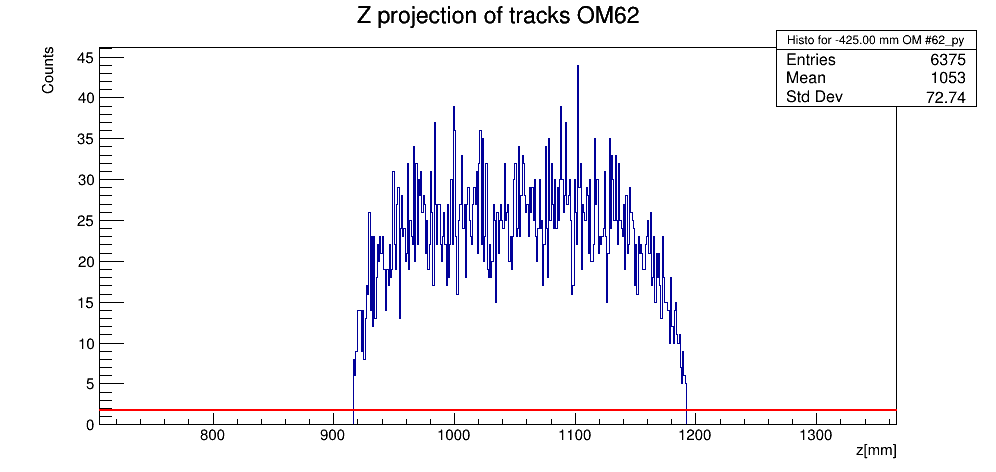 Z projection of tracks OM62
Histo for -425.00 mm OM #62_py
Entries 6375
Mean 1053
Std Dev 72.74
Counts
45
40
35
30
25
20
15
10
5
0
800 900 1000 1100 1200 1300
z[mm]